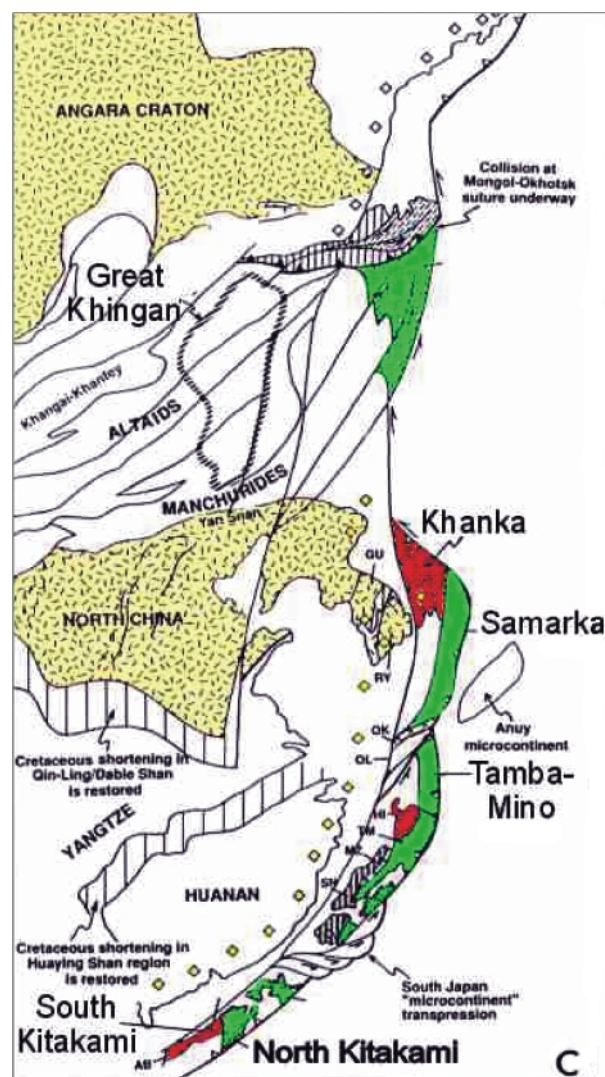 ANGARA CRATON
Collision at
Mongol-Okhotsk
suture underway
Great
Khingan
Khangai-Khantey
ALTAIDS
MANCHURIDES
Yan Shan
Khanka
GU
NORTH CHINA
Samarka
RY
Anuy
microcontinent
OK
OL
Cretaceous shortening in
Qin-Ling/Dabie Shan
is restored
Tamba-
Mino
HI
TM
YANGTZE
MZ
SH
HUANAN
Cretaceous shortening in
Huaying Shan region
is restored
South Japan
"microcontinent"
transpression
South
Kitakami
North Kitakami
AB
C